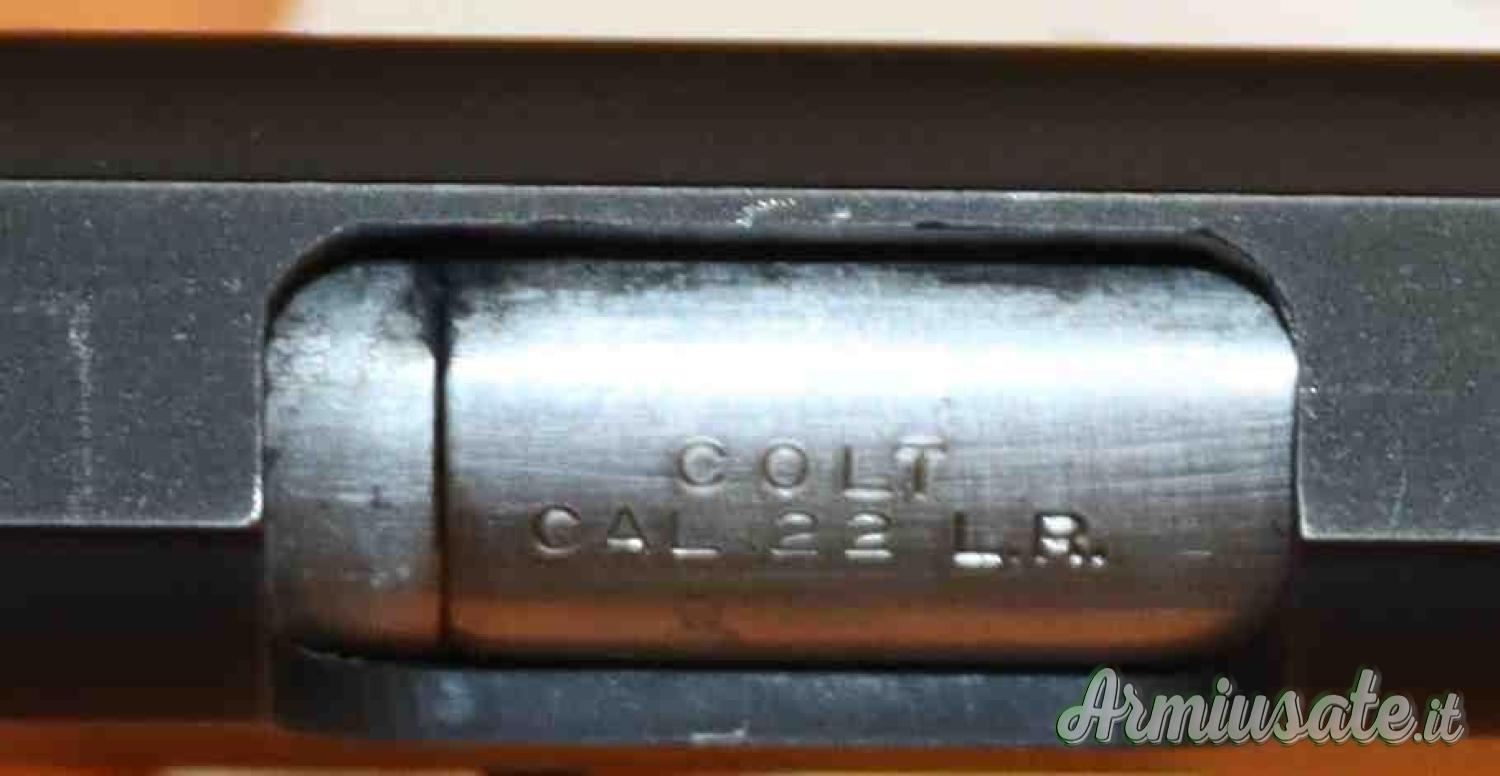 COLT
CAL .22 L.R.
Armiusate.it